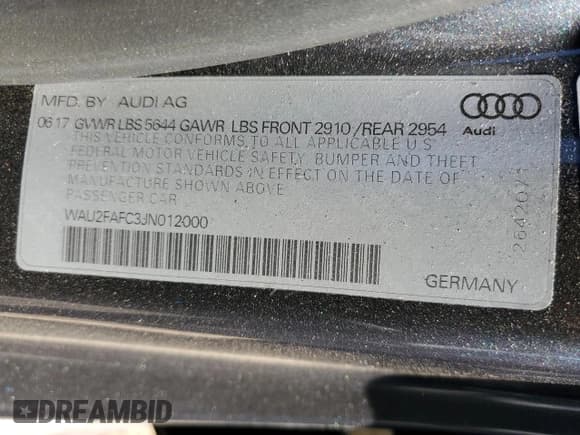 MFD. BY AUDI AG
0617 GVWR LBS 5644 GAWR LBS FRONT 2910 / REAR 2954
Audi
THIS VEHICLE CONFORMS TO ALL APPLICABLE U S
FEDERAL MOTOR VEHICLE SAFETY, BUMPER AND THEFT
PREVENTION STANDARDS IN EFFECT ON THE DATE OF
MANUFACTURE SHOWN ABOVE
PASSENGER CAR
WAU2FAFC3JN012000
GERMANY
DREAMBID